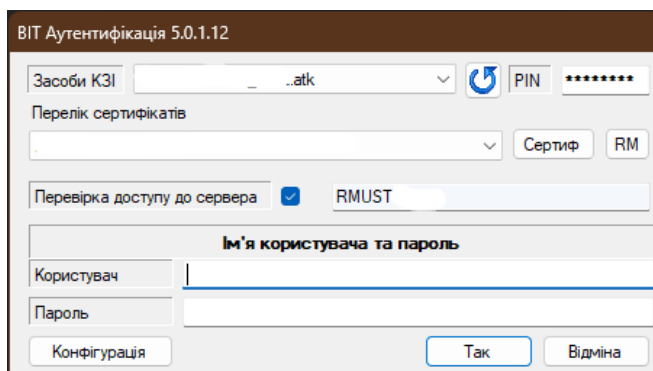 ВІТ Аутентифікація 5.0.1.12
Засоби КЗІ _ ..atk PIN ********
Перелік сертифікатів
Сертиф RM
Перевірка доступу до сервера RMUST
Ім'я користувача та пароль
Користувач
Пароль
Конфігурація Так Відміна